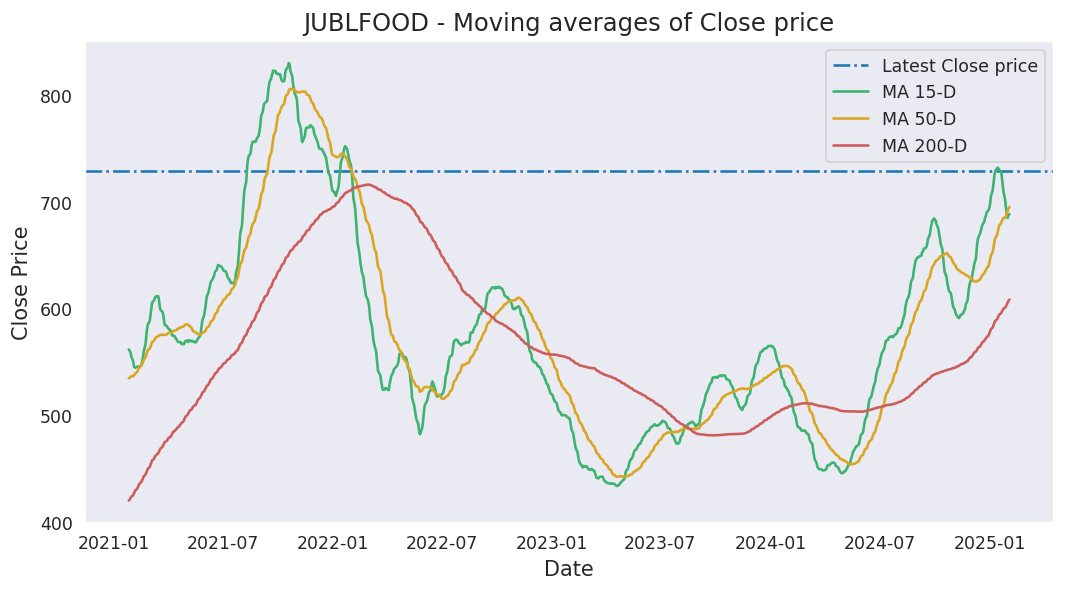 JUBLFOOD - Moving averages of Close price
Latest Close price
MA 15-D
MA 50-D
MA 200-D
Close Price
800
700
600
500
400
2021-01 2021-07 2022-01 2022-07 2023-01 2023-07 2024-01 2024-07 2025-01
Date